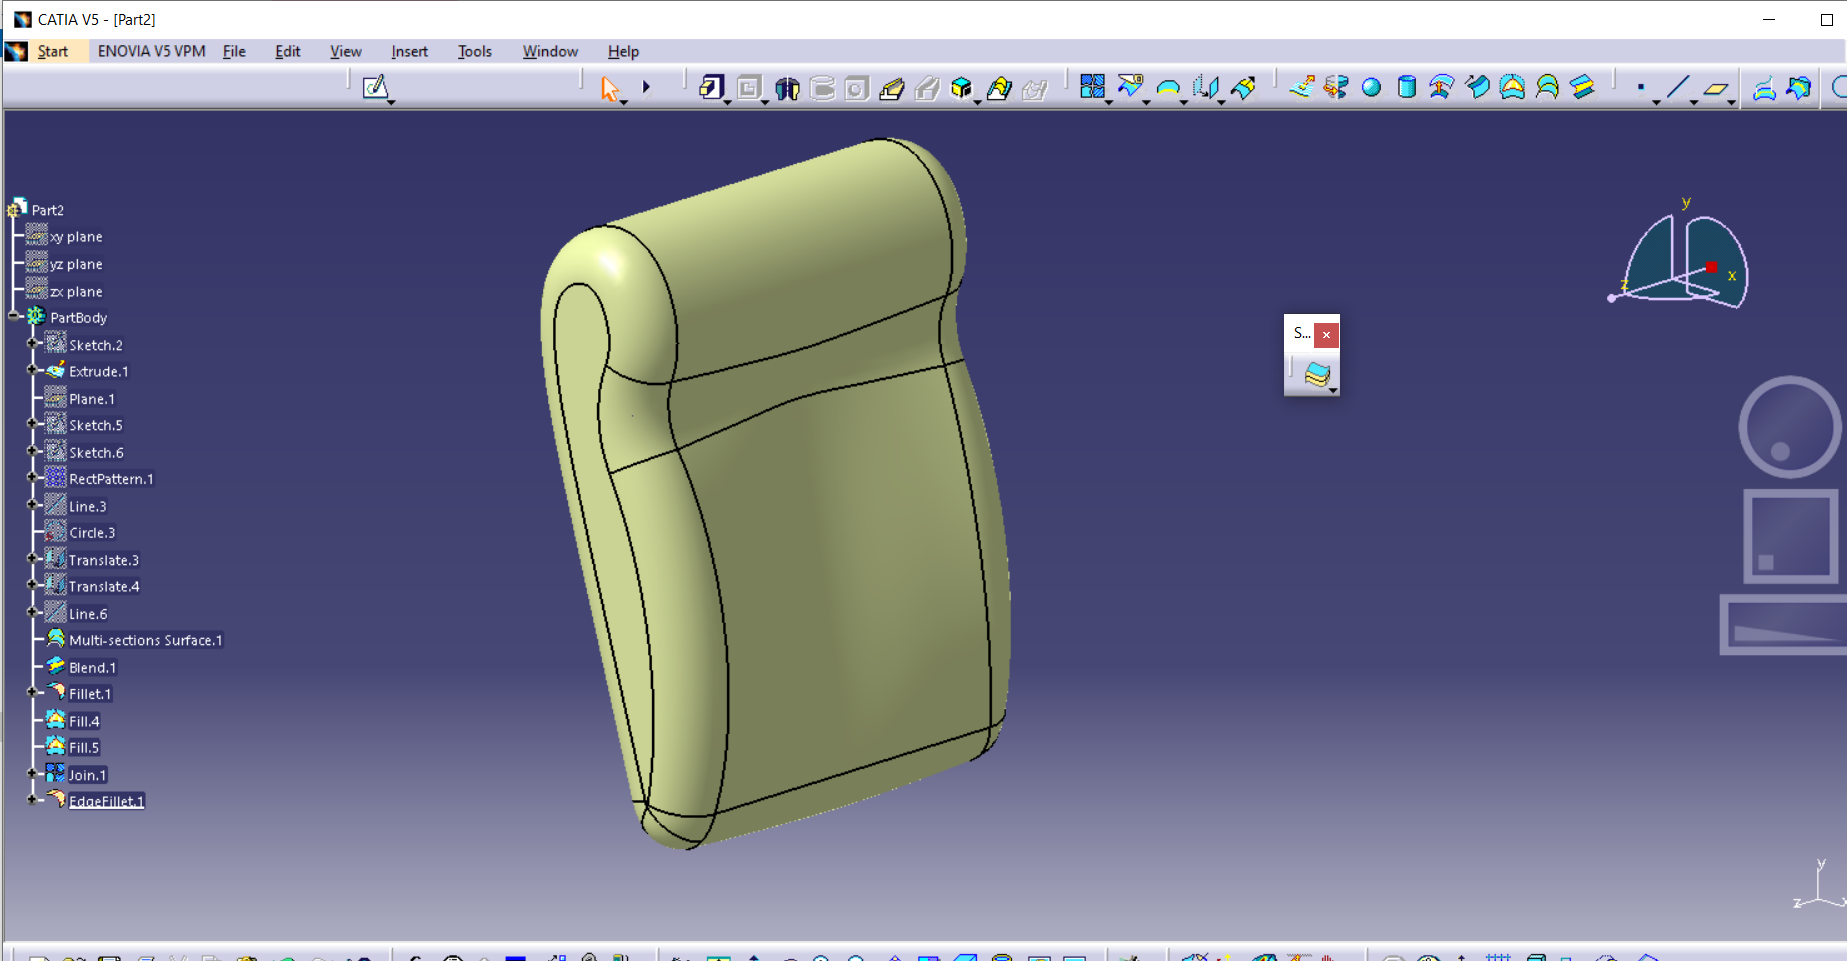 CATIA V5 - [Part2]
Start ENOVIA V5 VPM File Edit View Insert Tools Window Help
Part2
xy plane
yz plane
zx plane
PartBody
Sketch.2
Extrude.1
Plane.1
Sketch.5
Sketch.6
RectPattern.1
Line.3
Circle.3
Translate.3
Translate.4
Line.6
Multi-sections Surface.1
Blend.1
Fillet.1
Fill.4
Fill.5
Join.1
EdgeFillet.1
y
x
z
S...
y
z
x